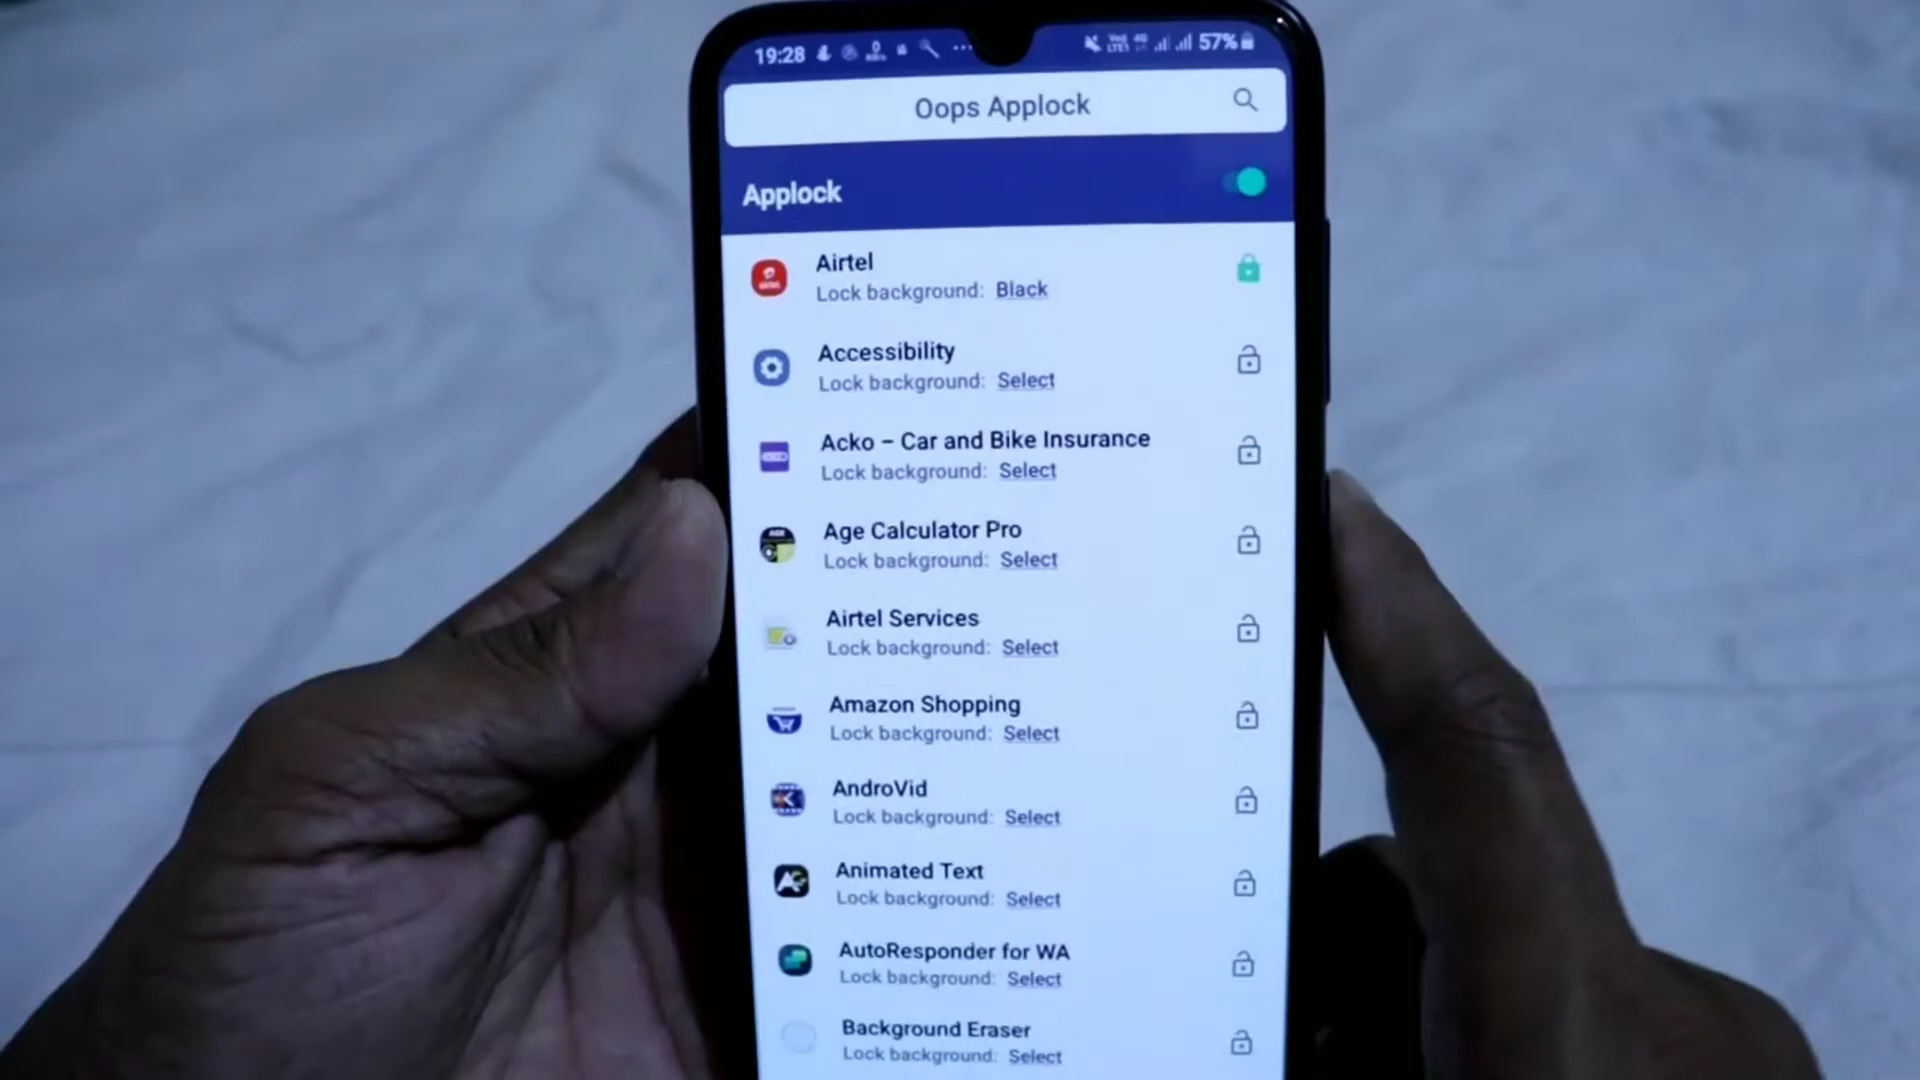 19:28 57%
Oops Applock
Applock
Airtel
Lock background: Black
Accessibility
Lock background: Select
Acko – Car and Bike Insurance
Lock background: Select
Age Calculator Pro
Lock background: Select
Airtel Services
Lock background: Select
Amazon Shopping
Lock background: Select
AndroVid
Lock background: Select
Animated Text
Lock background: Select
AutoResponder for WA
Lock background: Select
Background Eraser
Lock background: Select